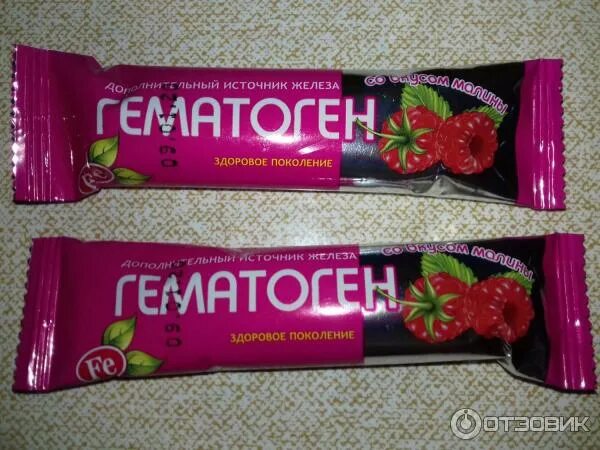 ДОПОЛНИТЕЛЬНЫЙ ИСТОЧНИК ЖЕЛЕЗА
со вкусом малины
ГЕМАТОГЕН
ЗДОРОВОЕ ПОКОЛЕНИЕ
Fe
ДОПОЛНИТЕЛЬНЫЙ ИСТОЧНИК ЖЕЛЕЗА
со вкусом малины
ГЕМАТОГЕН
ЗДОРОВОЕ ПОКОЛЕНИЕ
Fe
ОТЗОВИК